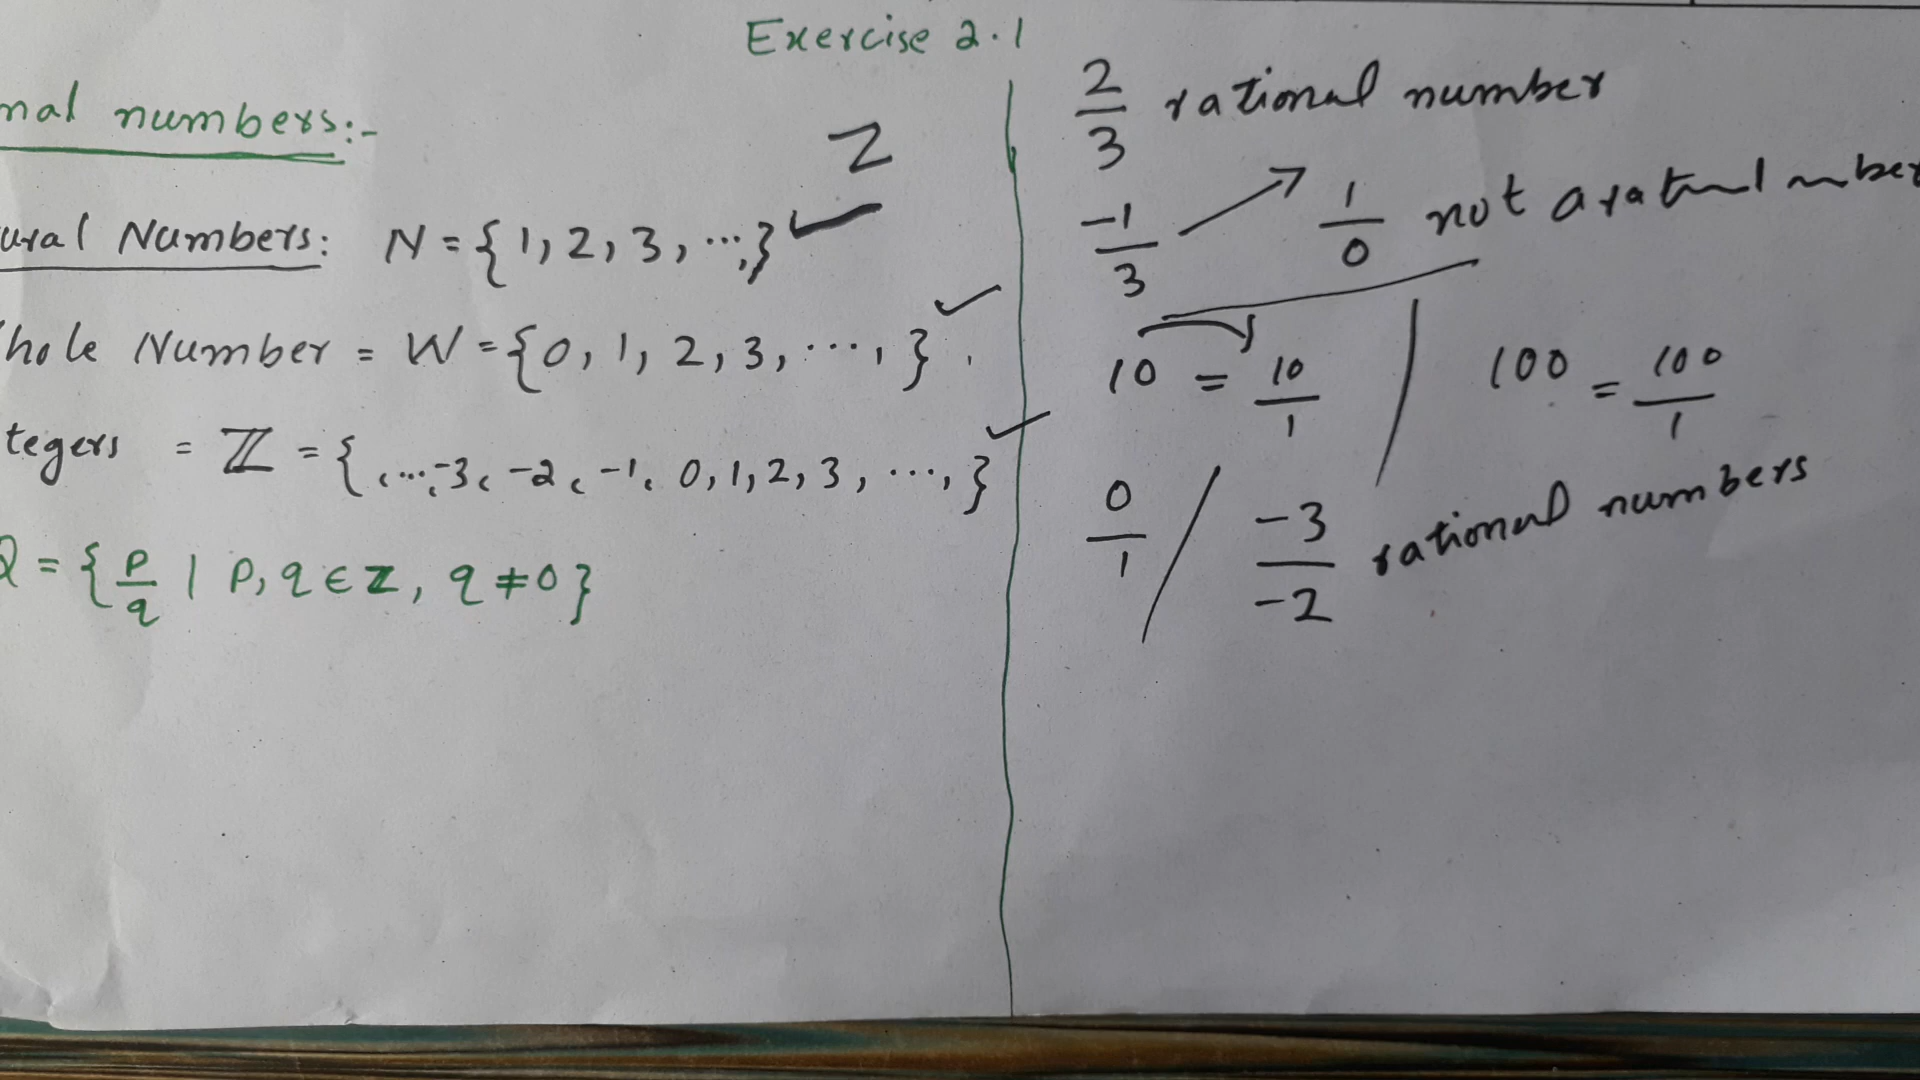 Exercise 2.1
nal numbers:-
Z
ural Numbers: N = {1, 2, 3, ...,}
hole Number = W = {0, 1, 2, 3, ..., } .
tegers = ℤ = {, ..., -3, -2, -1, 0, 1, 2, 3, ..., }
Q = {p/q | p, q ∈ Z, q ≠ 0}
2/3 rational number
-1/3
1/0 not a
10 = 10/1
100 = 100/1
0/1
-3/-2 rational numbers